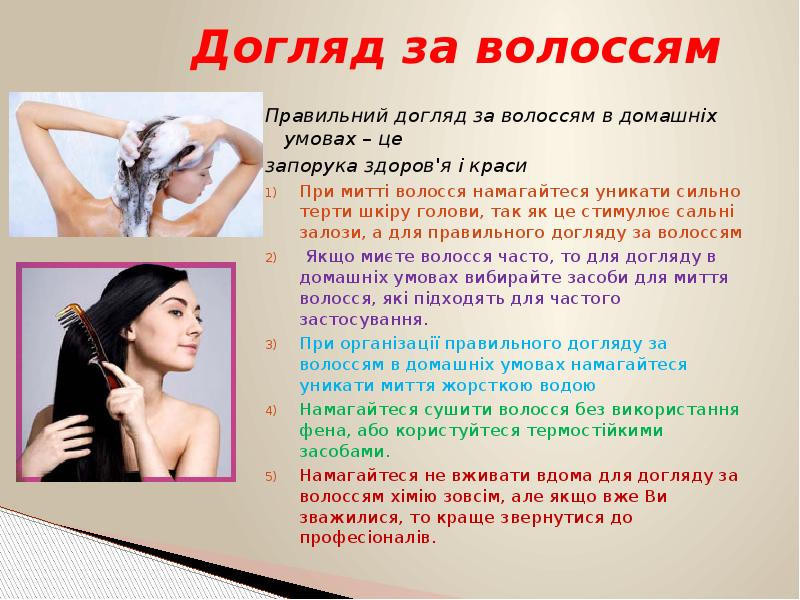 Догляд за волоссям
Правильний догляд за волоссям в домашніх
умовах – це
запорука здоров'я і краси
1) При митті волосся намагайтеся уникати сильно
терти шкіру голови, так як це стимулює сальні
залози, а для правильного догляду за волоссям
2) Якщо миєте волосся часто, то для догляду в
домашніх умовах вибирайте засоби для миття
волосся, які підходять для частого
застосування.
3) При організації правильного догляду за
волоссям в домашніх умовах намагайтеся
уникати миття жорсткою водою
4) Намагайтеся сушити волосся без використання
фена, або користуйтеся термостійкими
засобами.
5) Намагайтеся не вживати вдома для догляду за
волоссям хімію зовсім, але якщо вже Ви
зважилися, то краще звернутися до
професіоналів.